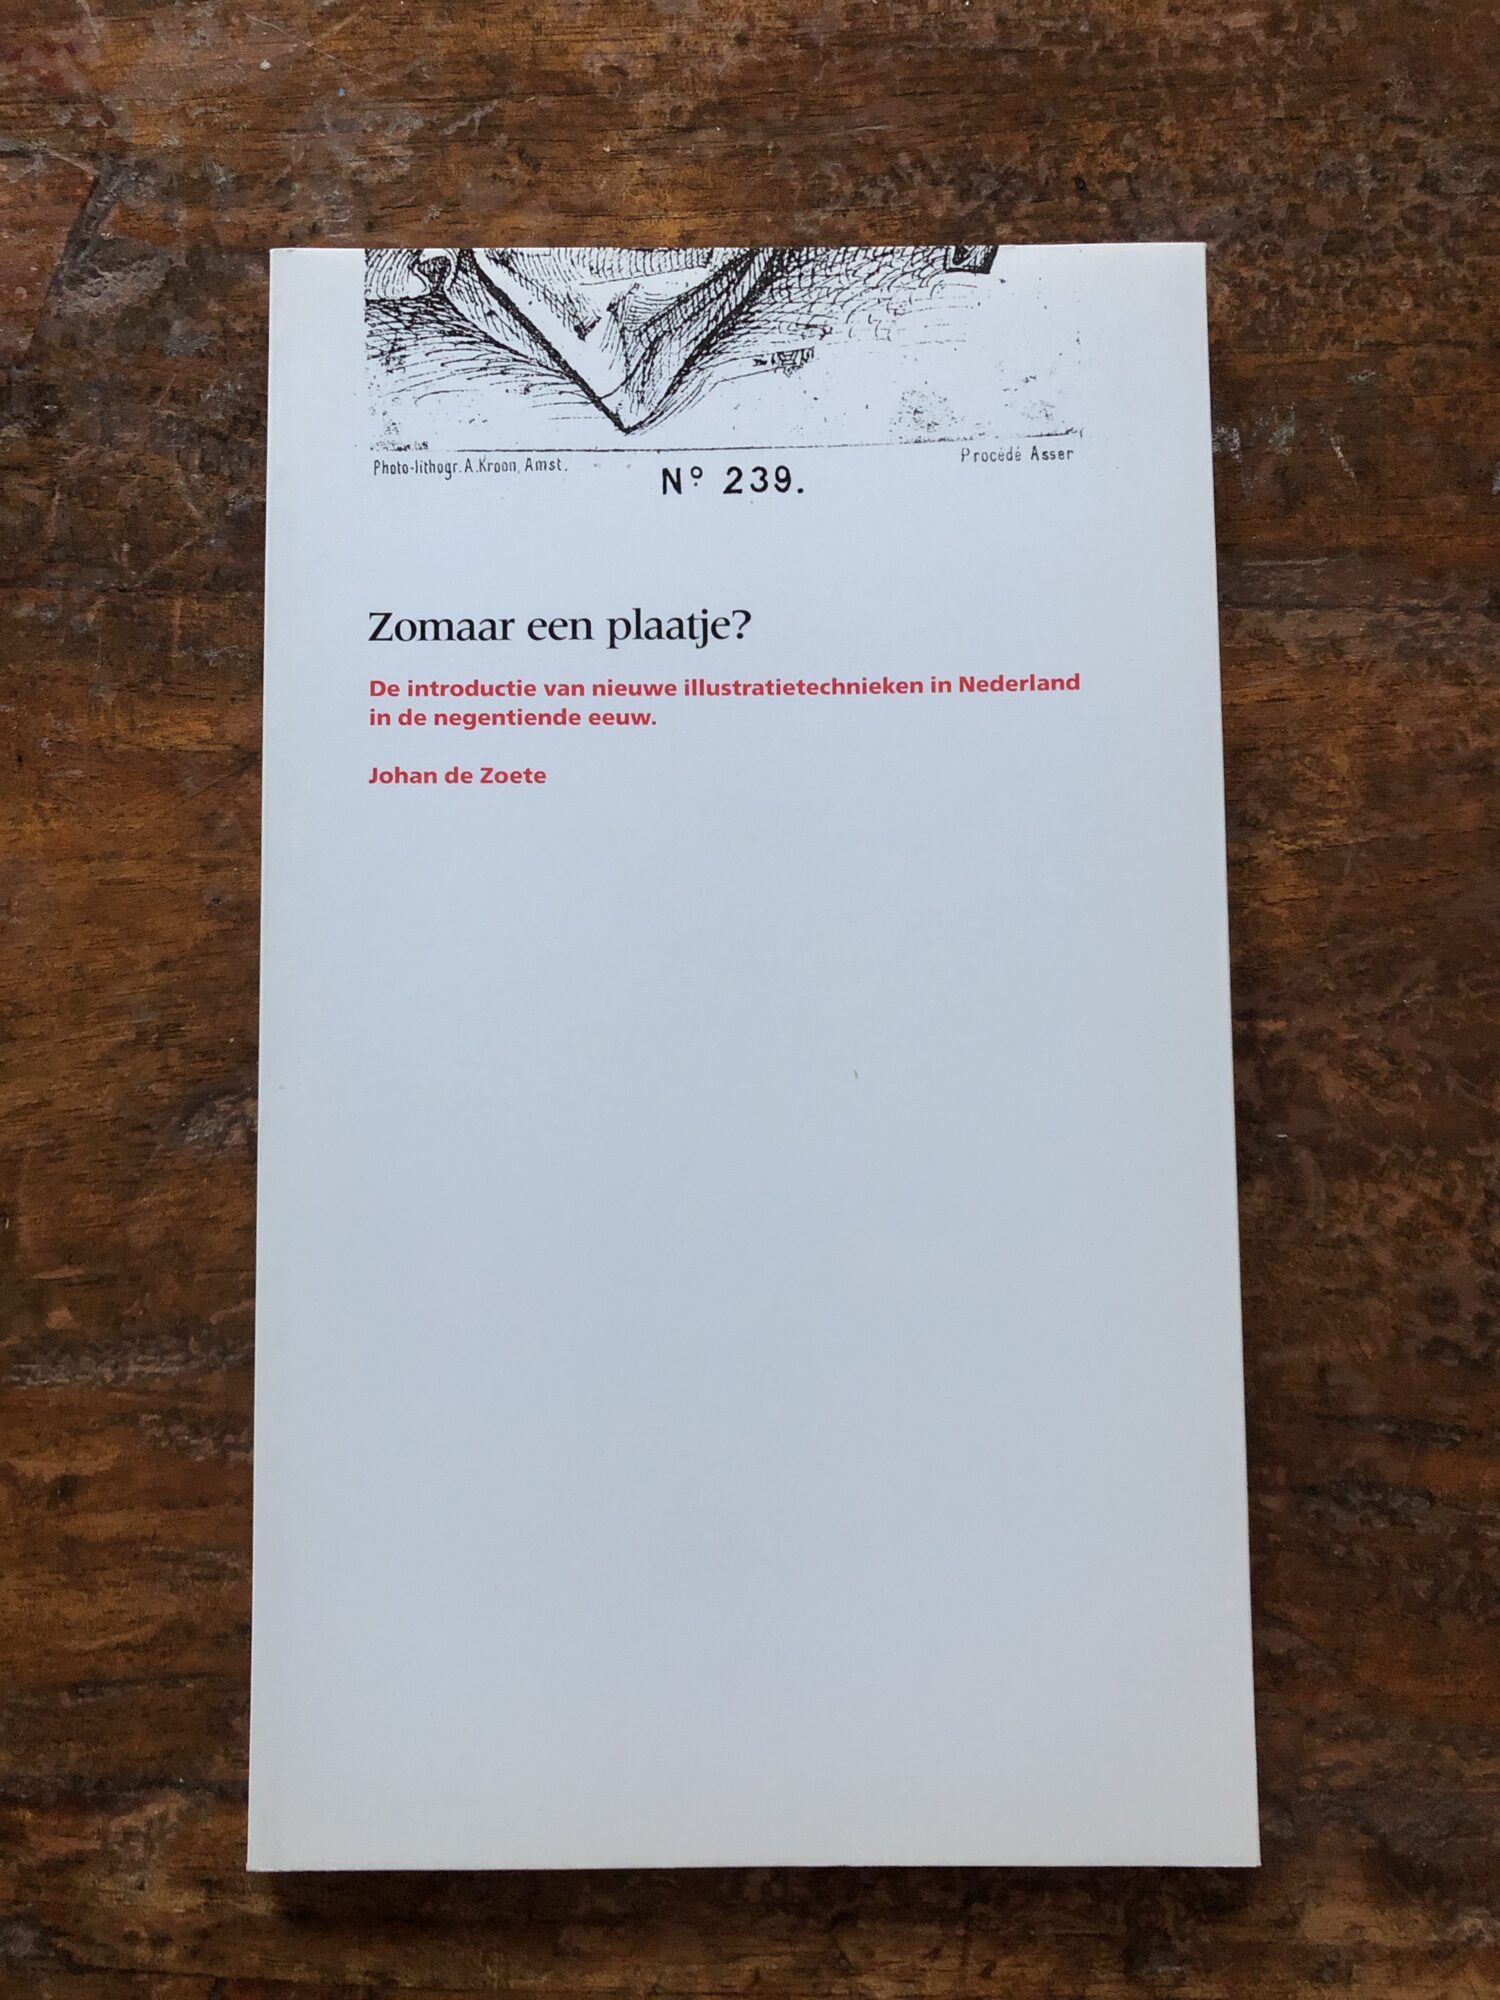 Photo-lithogr. A. Kroon, Amst.
Procédé Asser
Nº 239.
Zomaar een plaatje?
De introductie van nieuwe illustratietechnieken in Nederland
in de negentiende eeuw.
Johan de Zoete